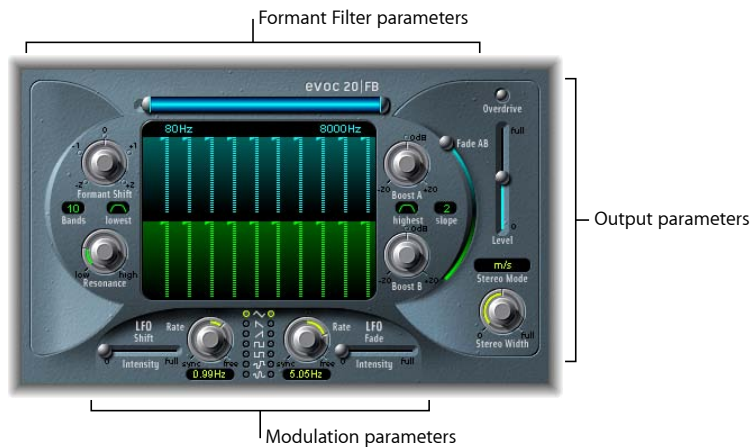 Formant Filter parameters
evoc 20|FB
Overdrive
80Hz 8000Hz
full
0dB
Fade AB
0
-1 +1
-2 +2
Formant Shift
-20 +20
Boost A
10
Bands
lowest
highest
2
slope
0dB
0
Level
Output parameters
low high
Resonance
-20 +20
Boost B
m/s
Stereo Mode
LFO
Shift
Rate
Rate
LFO
Fade
0 full
Stereo Width
0 full
Intensity
sync free
0.99Hz
sync free
5.05Hz
0 full
Intensity
Modulation parameters